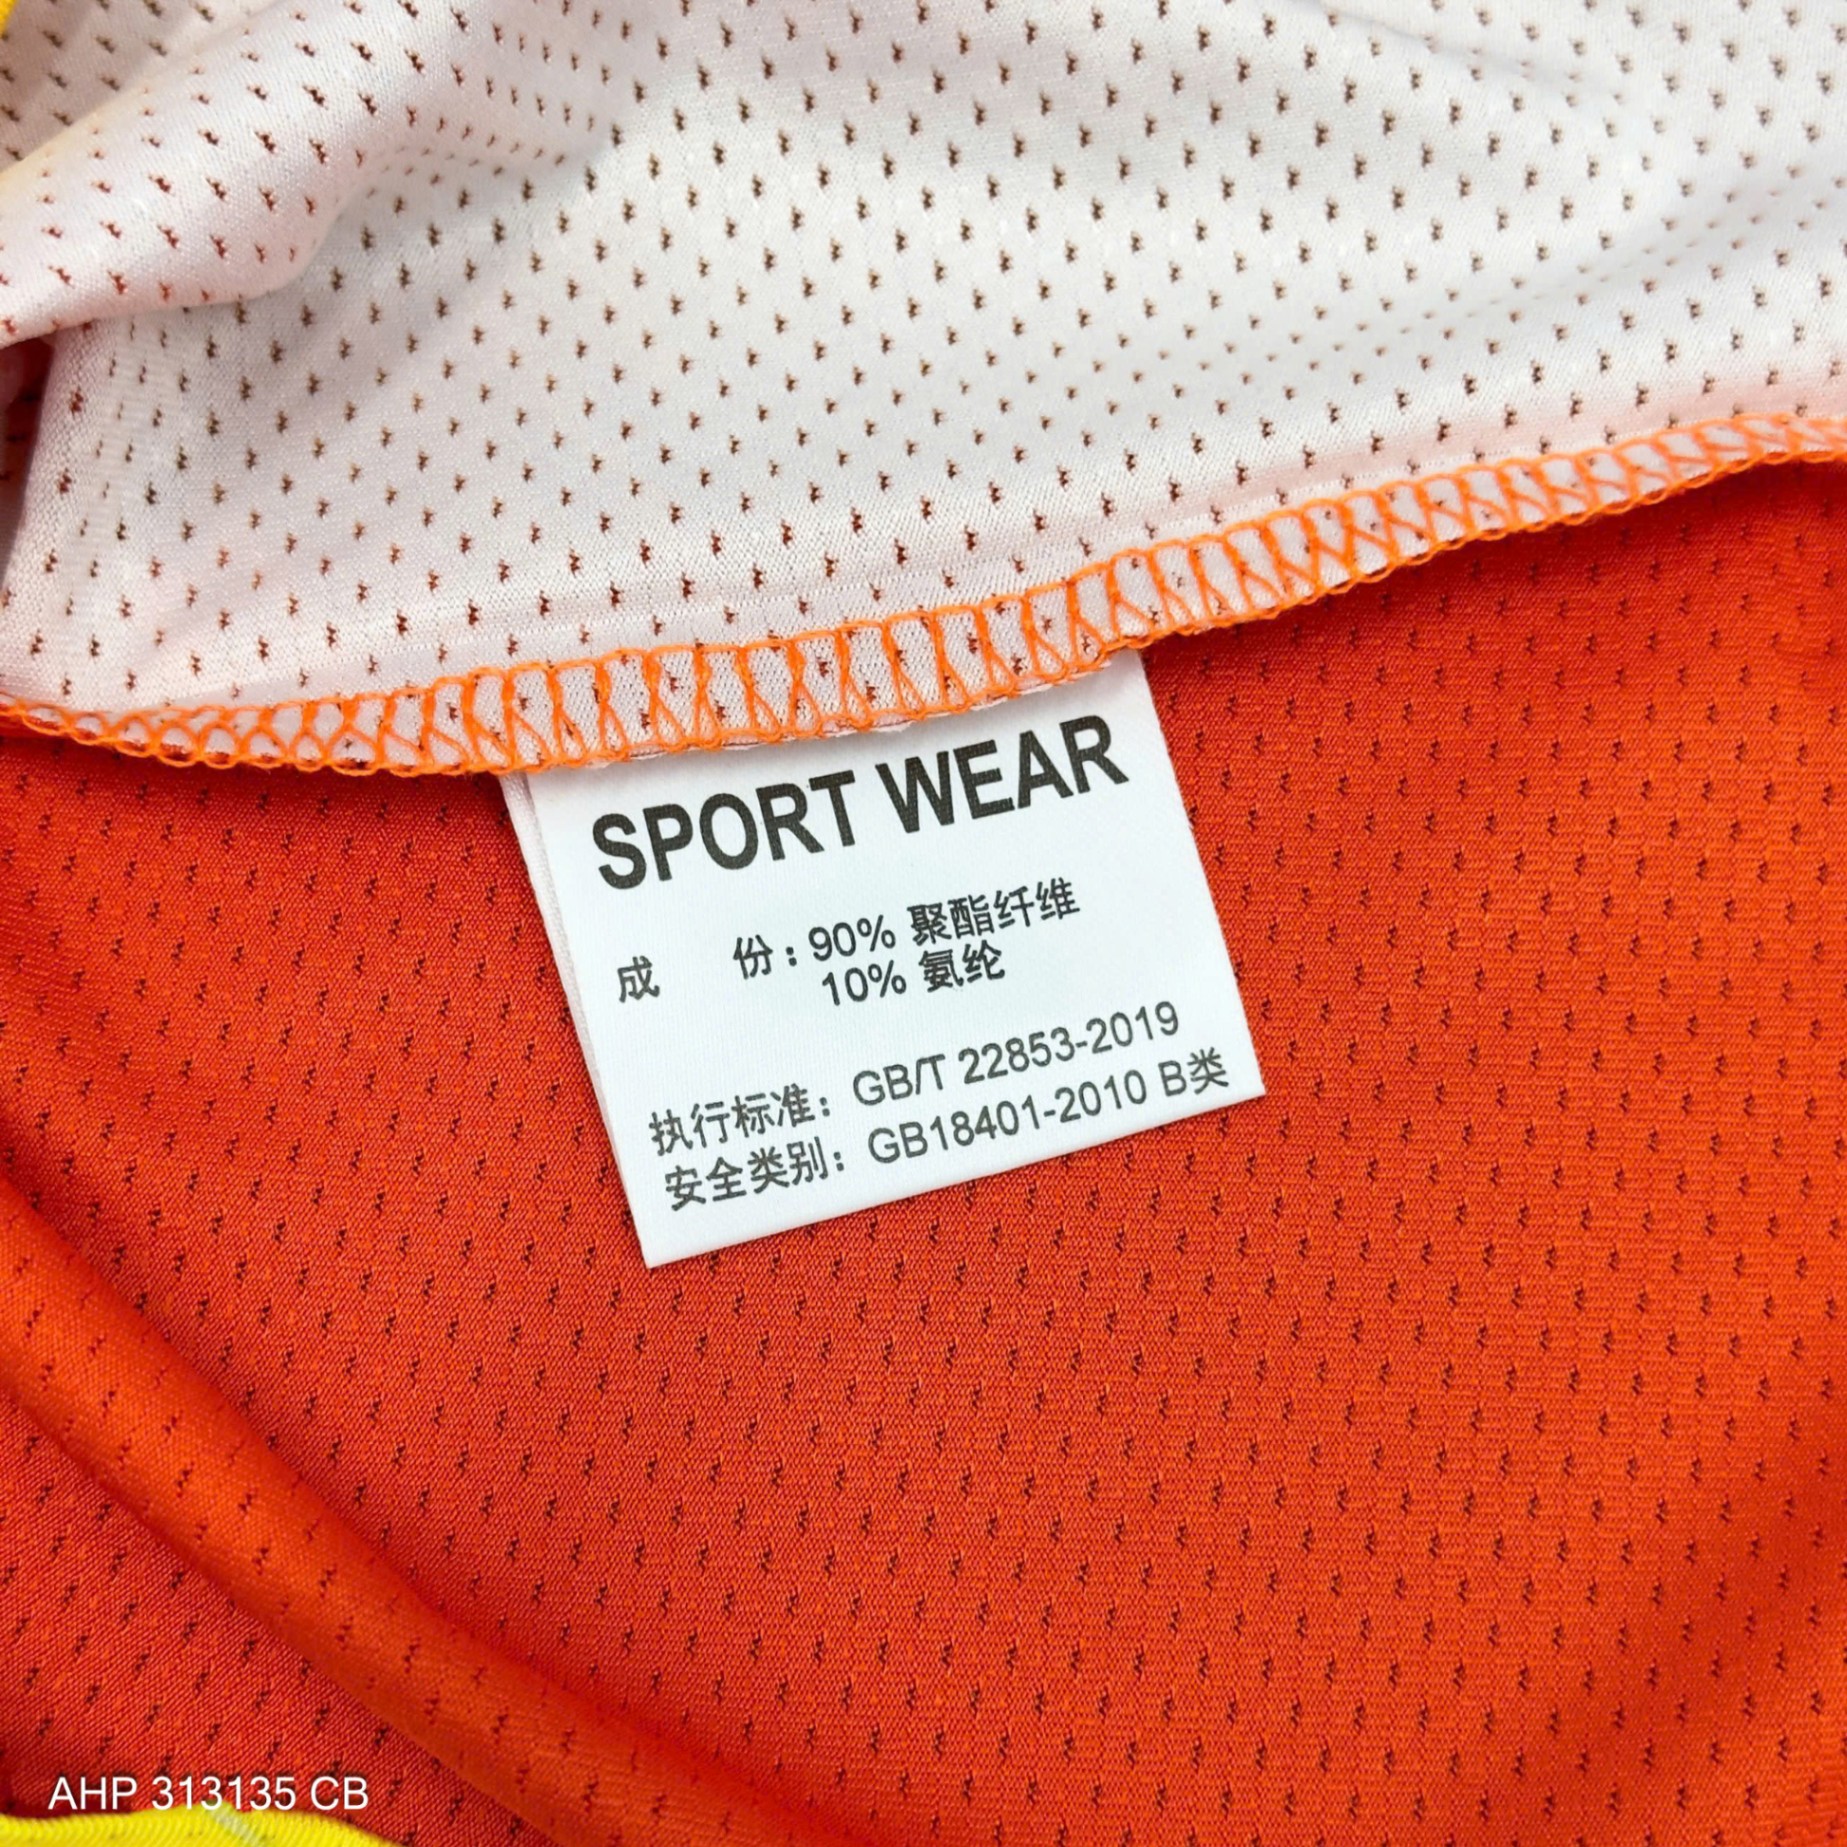 SPORT WEAR
成 份：90% 聚酯纤维
10% 氨纶
执行标准：GB/T 22853-2019
安全类别：GB18401-2010 B类
AHP 313135 CB